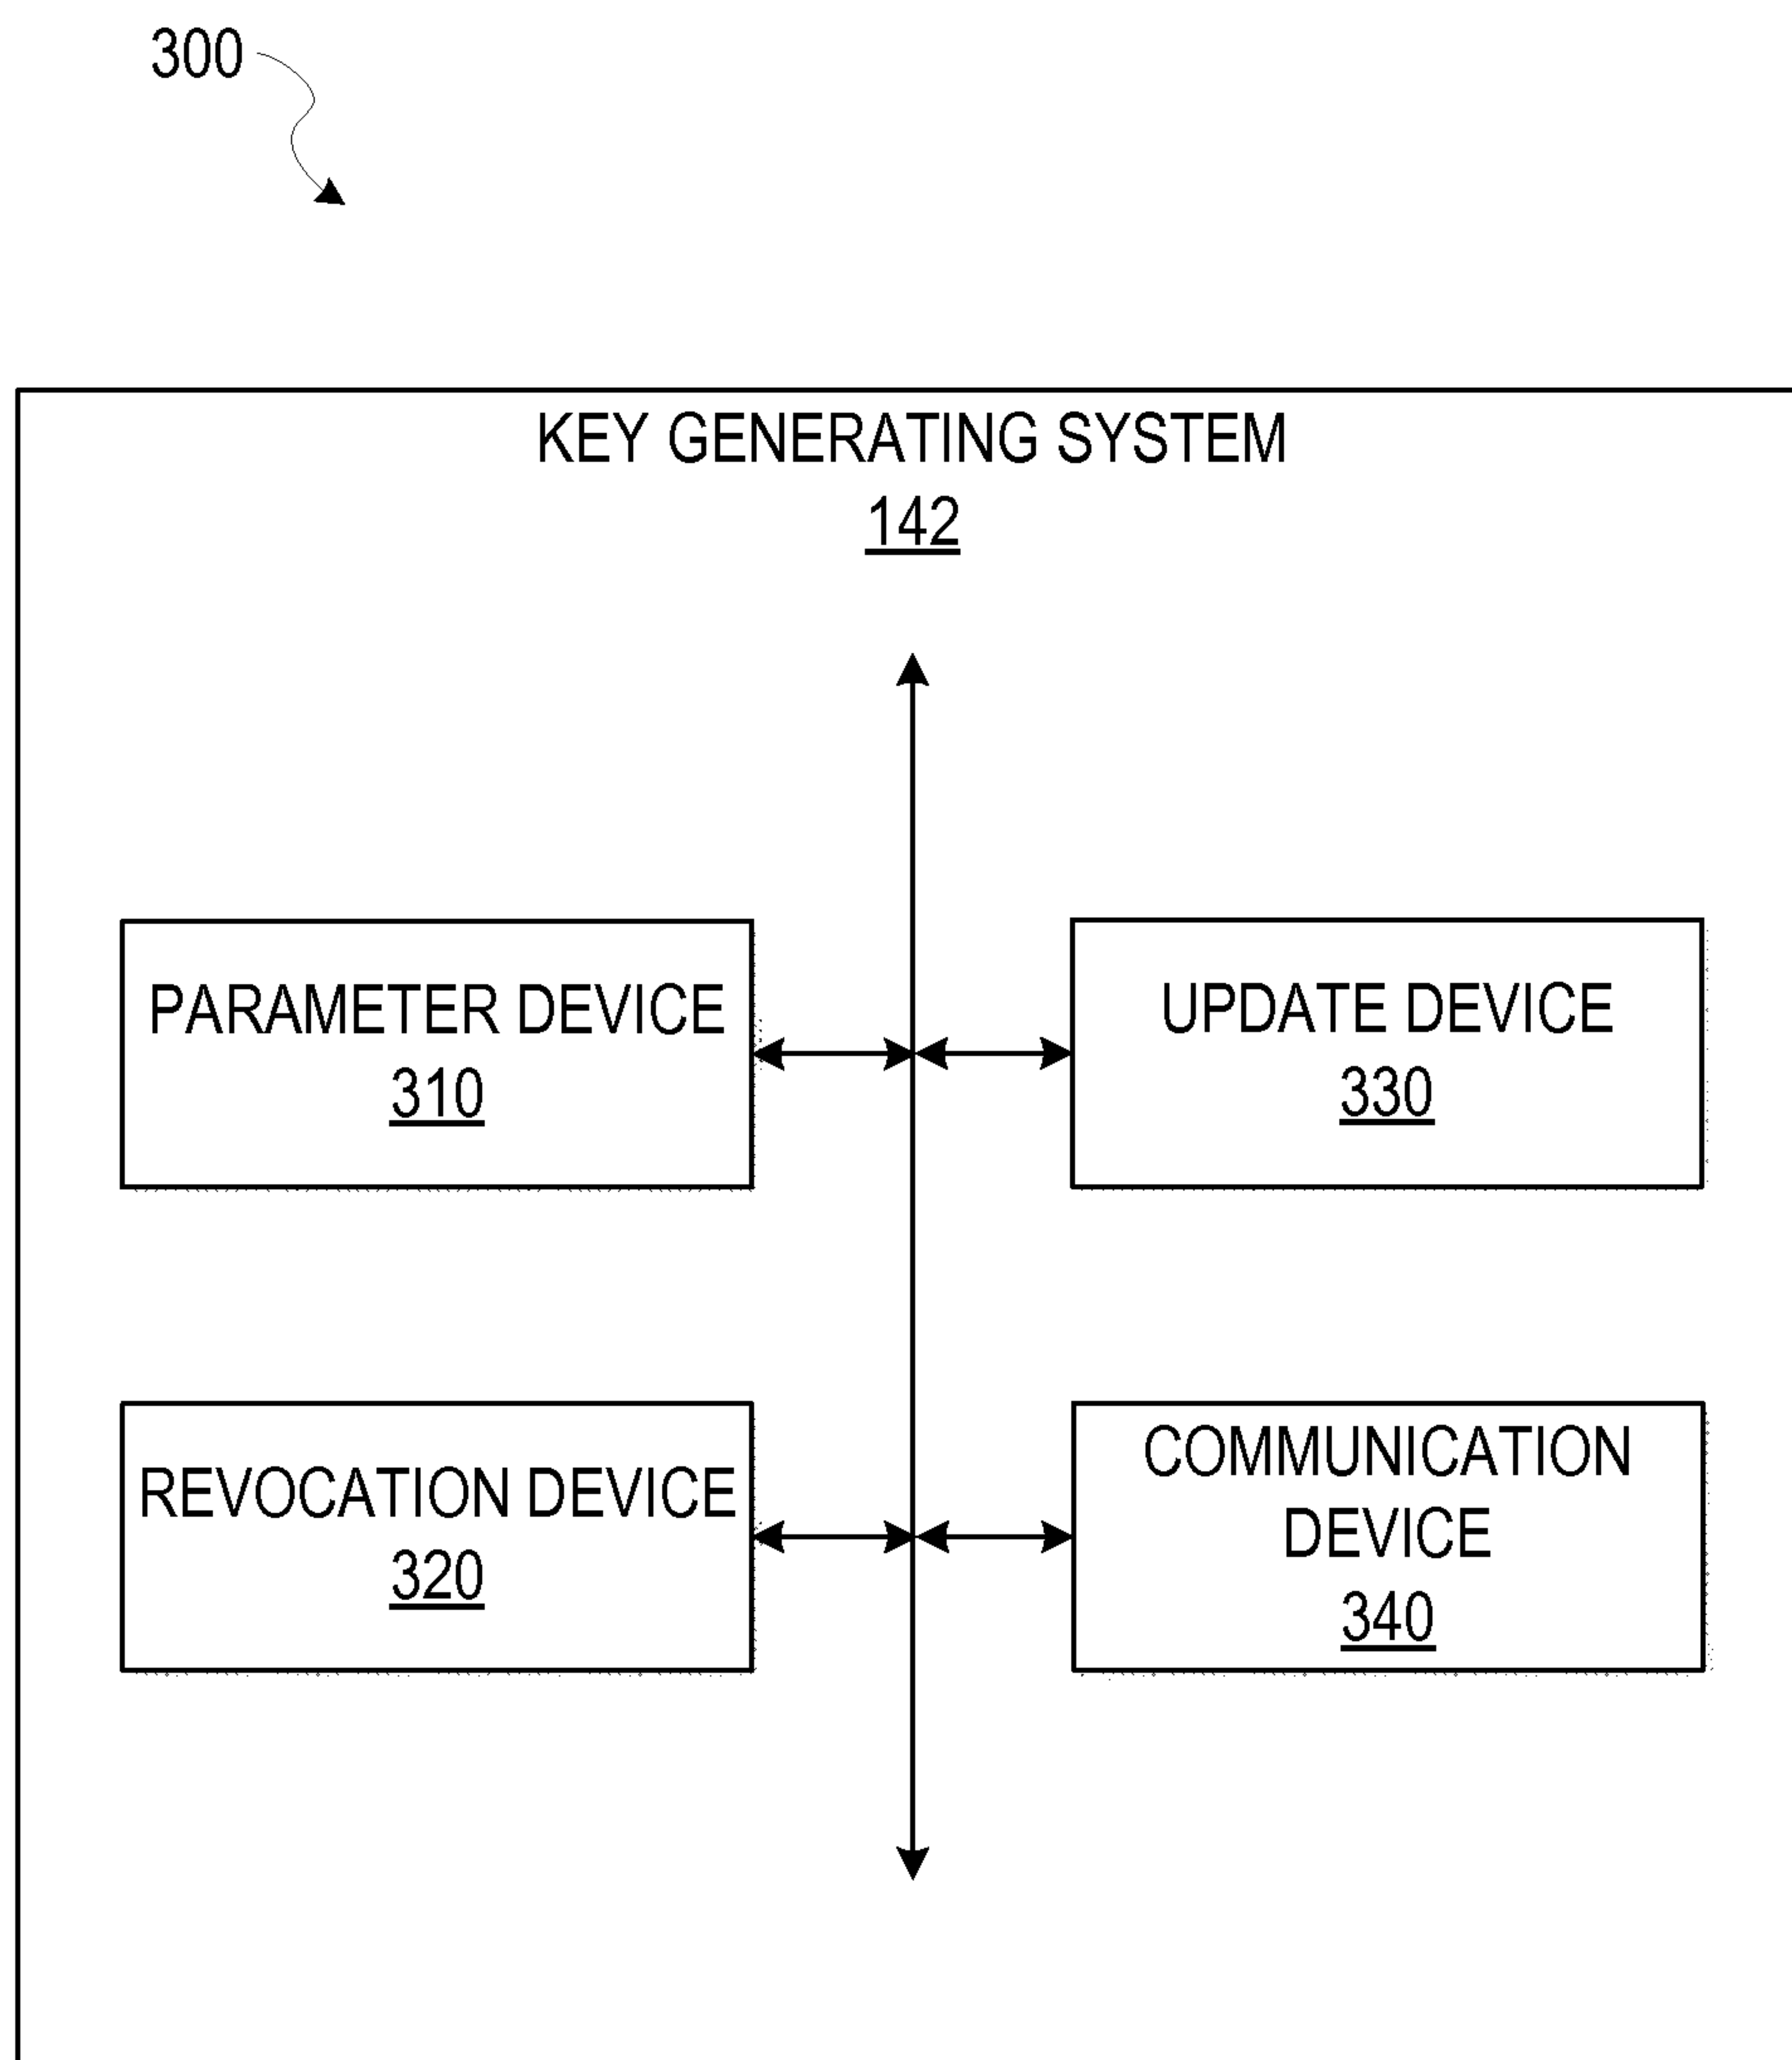 300
KEY GENERATING SYSTEM
142
PARAMETER DEVICE
310
UPDATE DEVICE
330
REVOCATION DEVICE
320
COMMUNICATION
DEVICE
340